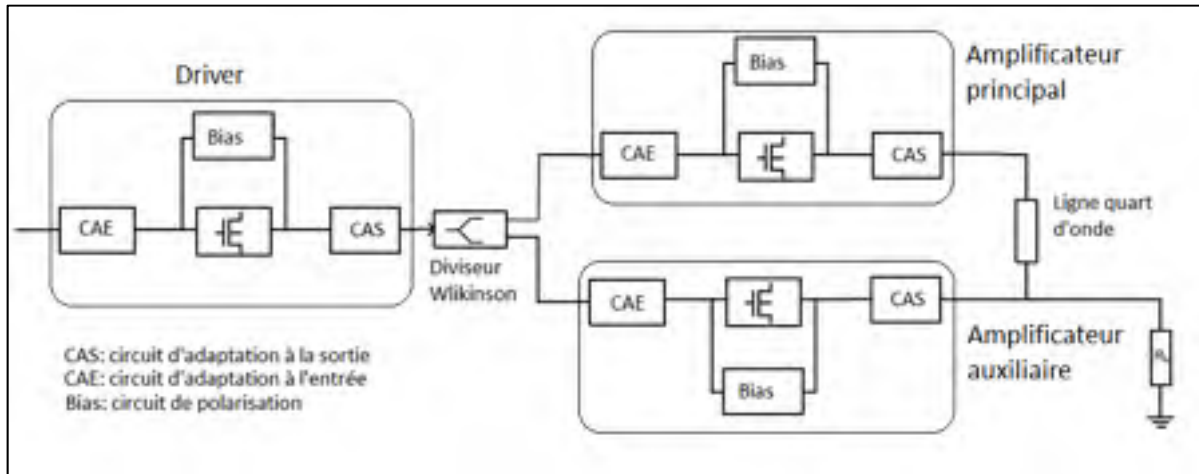 Driver
Bias
CAE
CAS
Diviseur
Wlikinson
Bias
CAE
CAS
Amplificateur
principal
Ligne quart
d'onde
CAE
CAS
Bias
Amplificateur
auxiliaire
CAS: circuit d'adaptation à la sortie
CAE: circuit d'adaptation à l'entrée
Bias: circuit de polarisation